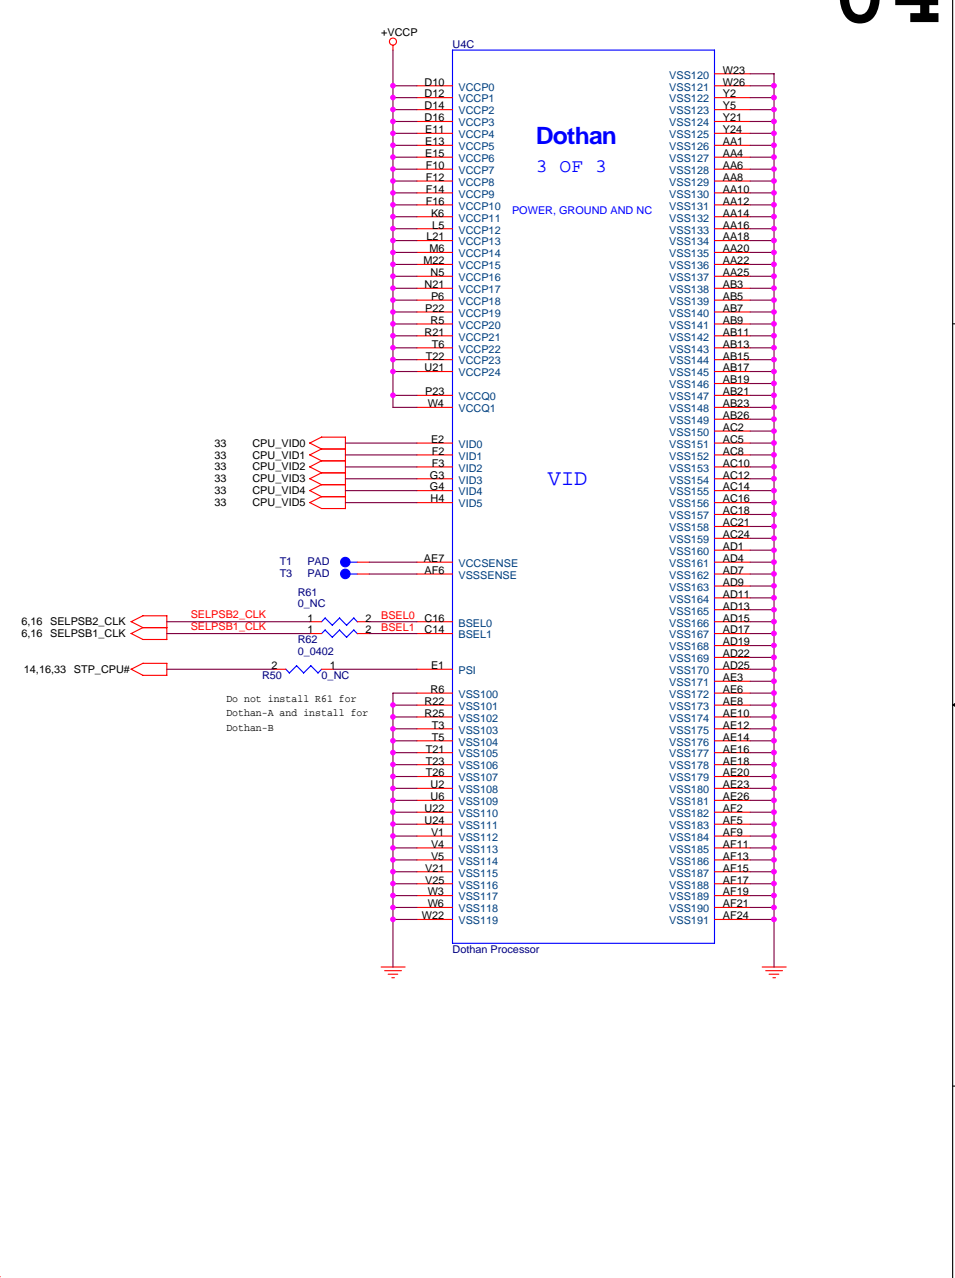 04
+VCCP
U4C
Dothan
3 OF 3
POWER, GROUND AND NC
VID
D10 VCCP0
D12 VCCP1
D14 VCCP2
D16 VCCP3
E11 VCCP4
E13 VCCP5
E15 VCCP6
F10 VCCP7
F12 VCCP8
F14 VCCP9
F16 VCCP10
K6 VCCP11
L5 VCCP12
L21 VCCP13
M6 VCCP14
M22 VCCP15
N5 VCCP16
N21 VCCP17
P6 VCCP18
P22 VCCP19
R5 VCCP20
R21 VCCP21
T6 VCCP22
T22 VCCP23
U21 VCCP24
P23 VCCQ0
W4 VCCQ1
33 CPU_VID0 E2 VID0
33 CPU_VID1 F2 VID1
33 CPU_VID2 F3 VID2
33 CPU_VID3 G3 VID3
33 CPU_VID4 G4 VID4
33 CPU_VID5 H4 VID5
T1 PAD AE7 VCCSENSE
T3 PAD AF6 VSSSENSE
R61
0_NC
6,16 SELPSB2_CLK SELPSB2_CLK 1 2 BSEL0 C16 BSEL0
6,16 SELPSB1_CLK SELPSB1_CLK 1 2 BSEL1 C14 BSEL1
R62
0_0402
14,16,33 STP_CPU# 2 1 E1 PSI
R50 0_NC
Do not install R61 for
Dothan-A and install for
Dothan-B
R6 VSS100
R22 VSS101
R25 VSS102
T3 VSS103
T5 VSS104
T21 VSS105
T23 VSS106
T26 VSS107
U2 VSS108
U6 VSS109
U22 VSS110
U24 VSS111
V1 VSS112
V4 VSS113
V5 VSS114
V21 VSS115
V25 VSS116
W3 VSS117
W6 VSS118
W22 VSS119
VSS120 W23
VSS121 W26
VSS122 Y2
VSS123 Y5
VSS124 Y21
VSS125 Y24
VSS126 AA1
VSS127 AA4
VSS128 AA6
VSS129 AA8
VSS130 AA10
VSS131 AA12
VSS132 AA14
VSS133 AA16
VSS134 AA18
VSS135 AA20
VSS136 AA22
VSS137 AA25
VSS138 AB3
VSS139 AB5
VSS140 AB7
VSS141 AB9
VSS142 AB11
VSS143 AB13
VSS144 AB15
VSS145 AB17
VSS146 AB19
VSS147 AB21
VSS148 AB23
VSS149 AB26
VSS150 AC2
VSS151 AC5
VSS152 AC8
VSS153 AC10
VSS154 AC12
VSS155 AC14
VSS156 AC16
VSS157 AC18
VSS158 AC21
VSS159 AC24
VSS160 AD1
VSS161 AD4
VSS162 AD7
VSS163 AD9
VSS164 AD11
VSS165 AD13
VSS166 AD15
VSS167 AD17
VSS168 AD19
VSS169 AD22
VSS170 AD25
VSS171 AE3
VSS172 AE6
VSS173 AE8
VSS174 AE10
VSS175 AE12
VSS176 AE14
VSS177 AE16
VSS178 AE18
VSS179 AE20
VSS180 AE23
VSS181 AE26
VSS182 AF2
VSS183 AF5
VSS184 AF9
VSS185 AF11
VSS186 AF13
VSS187 AF15
VSS188 AF17
VSS189 AF19
VSS190 AF21
VSS191 AF24
Dothan Processor